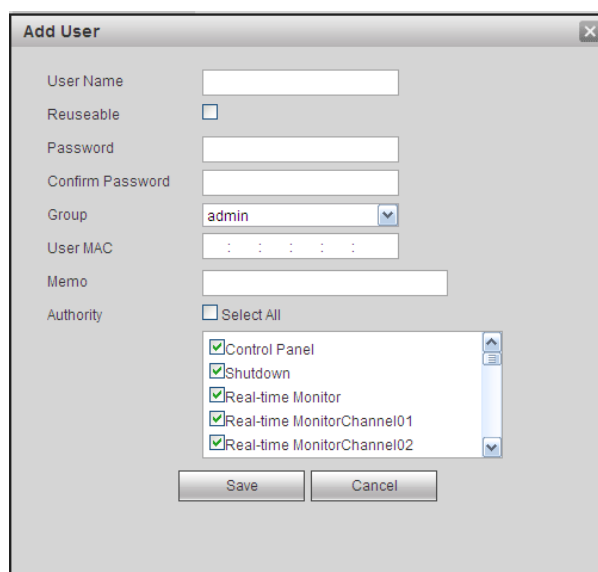 Add User
User Name
Reuseable
Password
Confirm Password
Group admin
User MAC : : : : :
Memo
Authority Select All
Control Panel
Shutdown
Real-time Monitor
Real-time MonitorChannel01
Real-time MonitorChannel02
Save Cancel